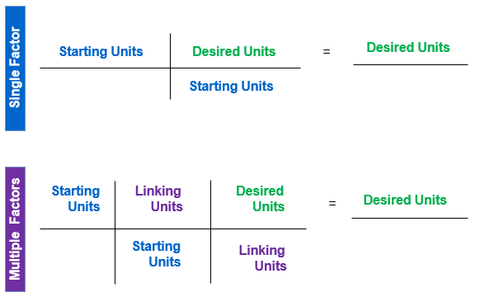 Single Factor
Starting Units Desired Units = Desired Units
Starting Units
Multiple Factors
Starting Linking Desired
Units Units Units
= Desired Units
Starting Linking
Units Units